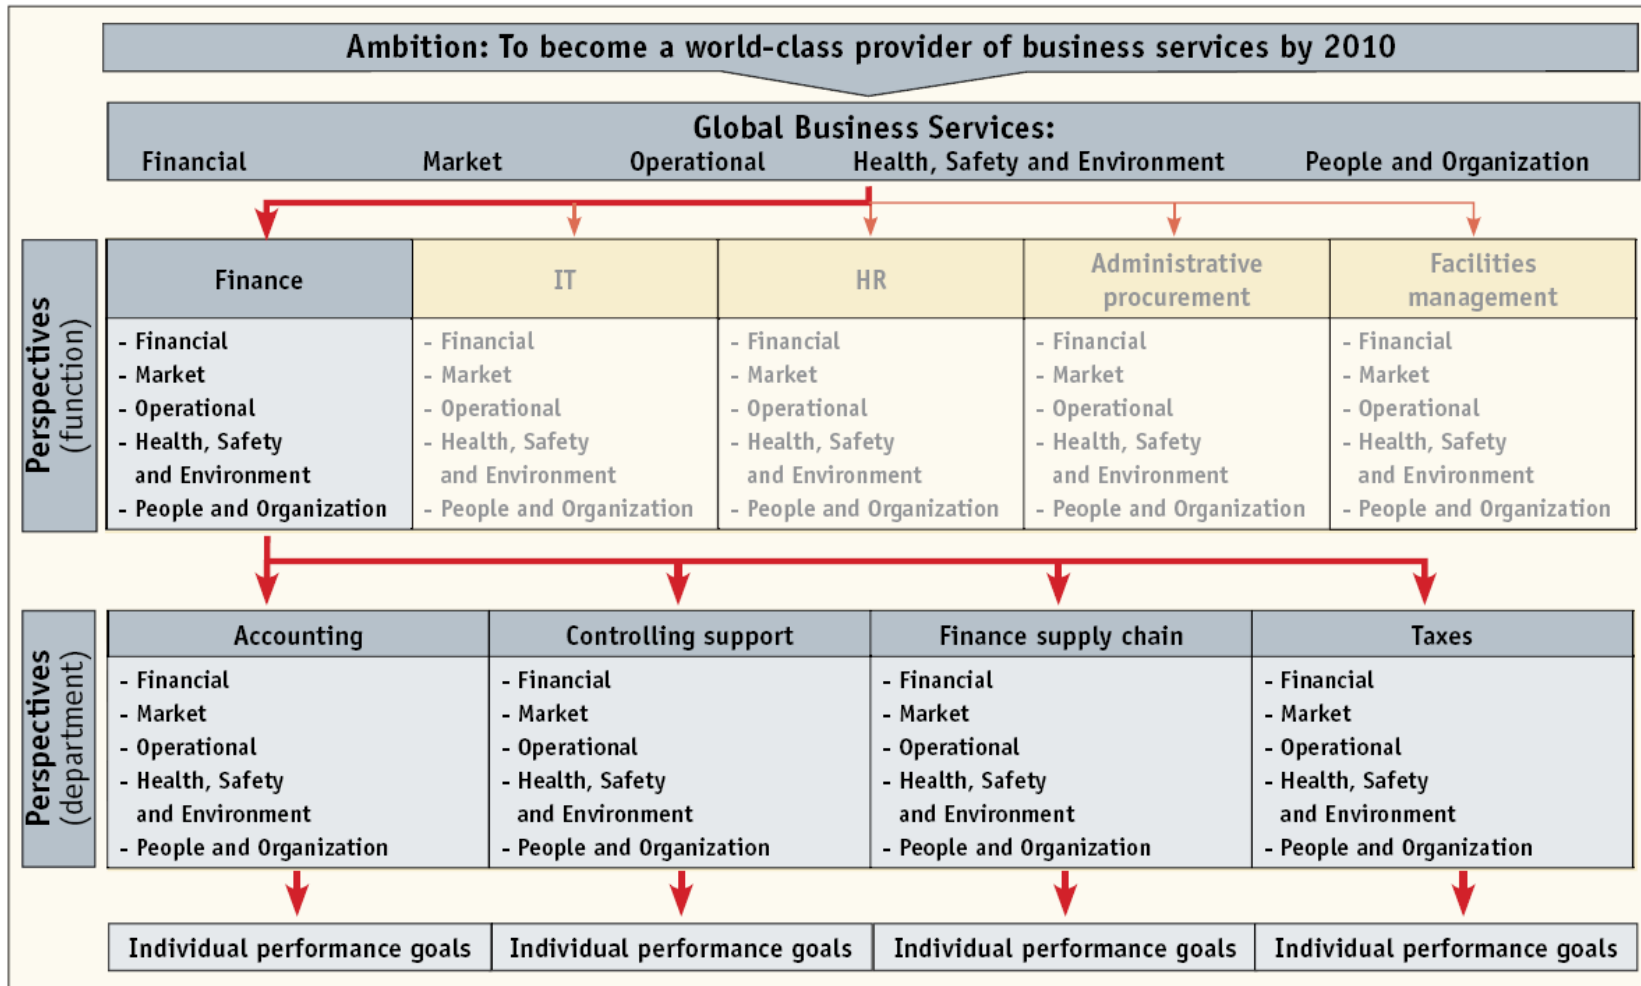 Ambition: To become a world-class provider of business services by 2010
Global Business Services:
Financial Market Operational Health, Safety and Environment People and Organization
Perspectives
(function)
Finance
- Financial
- Market
- Operational
- Health, Safety
and Environment
- People and Organization
IT
- Financial
- Market
- Operational
- Health, Safety
and Environment
- People and Organization
HR
- Financial
- Market
- Operational
- Health, Safety
and Environment
- People and Organization
Administrative
procurement
- Financial
- Market
- Operational
- Health, Safety
and Environment
- People and Organization
Facilities
management
- Financial
- Market
- Operational
- Health, Safety
and Environment
- People and Organization
Perspectives
(department)
Accounting
- Financial
- Market
- Operational
- Health, Safety
and Environment
- People and Organization
Controlling support
- Financial
- Market
- Operational
- Health, Safety
and Environment
- People and Organization
Finance supply chain
- Financial
- Market
- Operational
- Health, Safety
and Environment
- People and Organization
Taxes
- Financial
- Market
- Operational
- Health, Safety
and Environment
- People and Organization
Individual performance goals
Individual performance goals
Individual performance goals
Individual performance goals